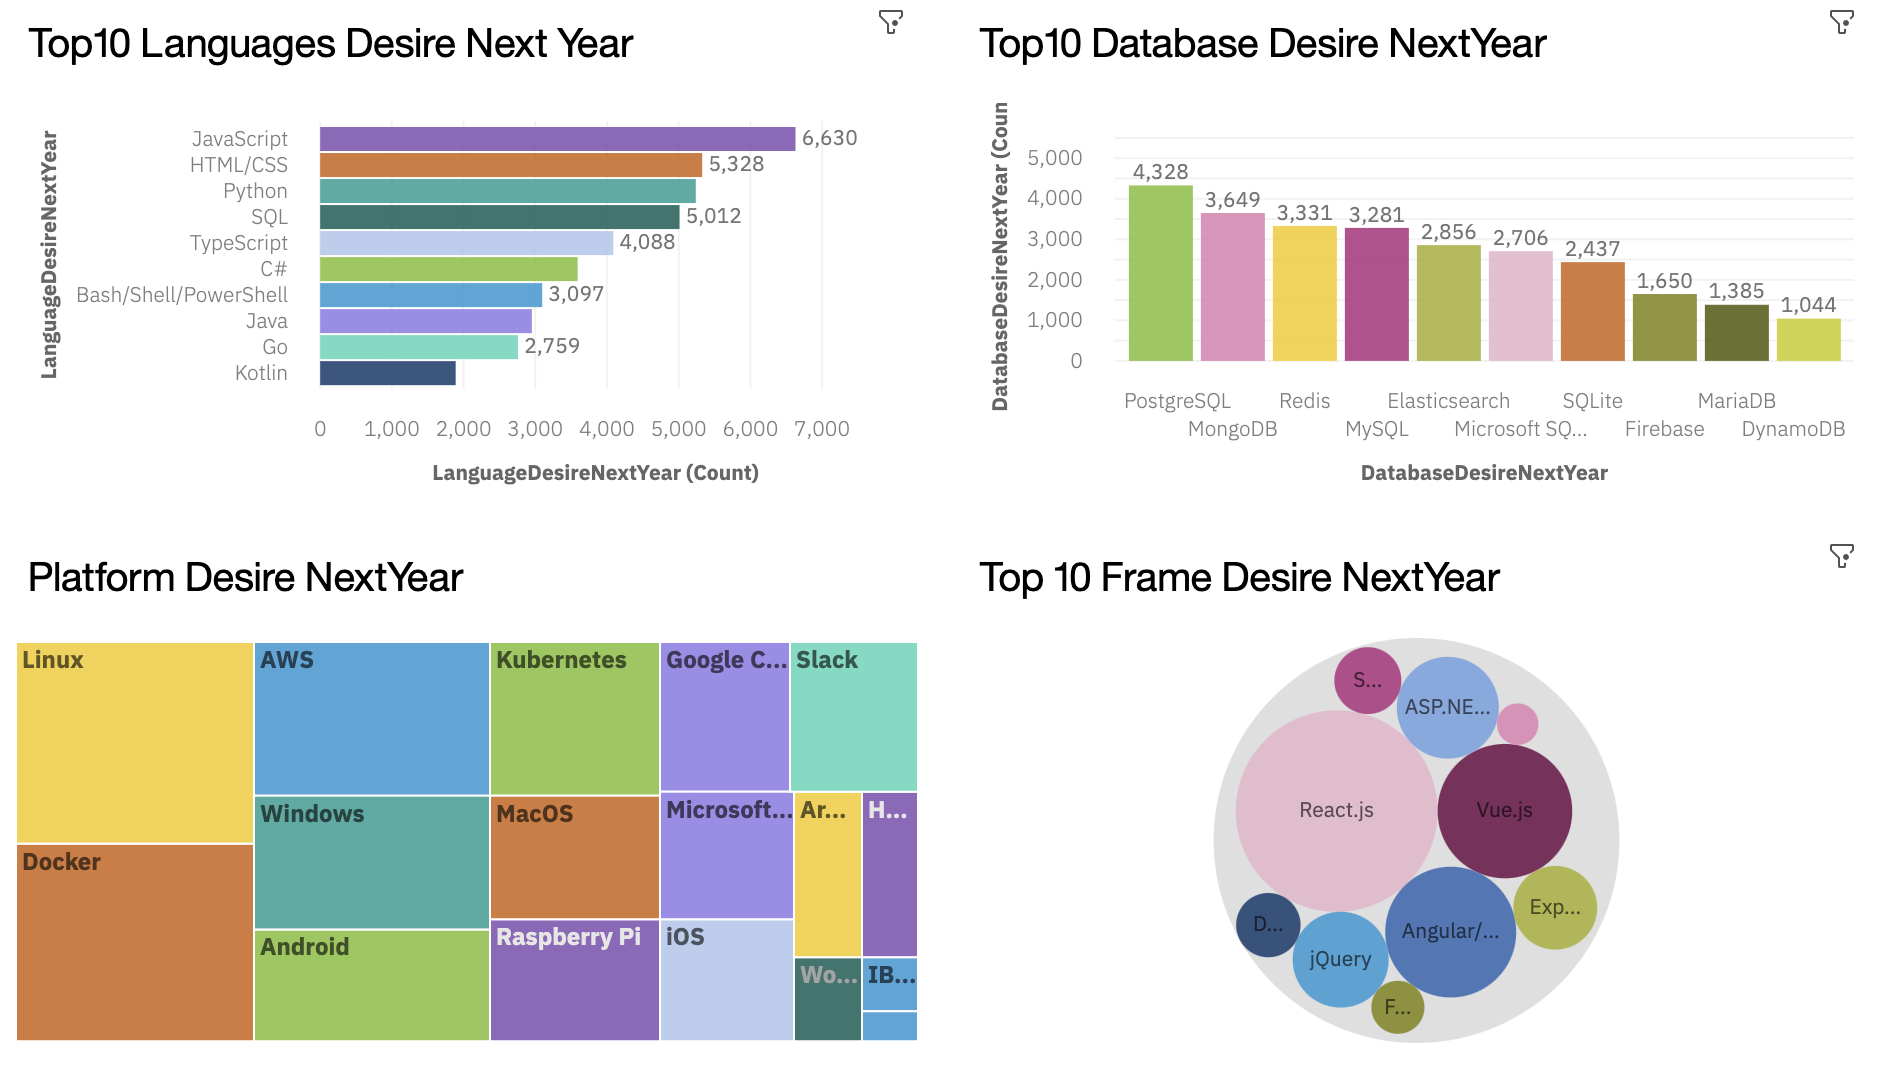 Top10 Languages Desire Next Year
LanguageDesireNextYear
JavaScript 6,630
HTML/CSS 5,328
Python
SQL 5,012
TypeScript 4,088
C#
Bash/Shell/PowerShell 3,097
Java
Go 2,759
Kotlin
0 1,000 2,000 3,000 4,000 5,000 6,000 7,000
LanguageDesireNextYear (Count)
Top10 Database Desire NextYear
DatabaseDesireNextYear (Coun
5,000
4,000
3,000
2,000
1,000
0
4,328 3,649 3,331 3,281 2,856 2,706 2,437 1,650 1,385 1,044
PostgreSQL Redis Elasticsearch SQLite MariaDB
MongoDB MySQL Microsoft SQ... Firebase DynamoDB
DatabaseDesireNextYear
Platform Desire NextYear
Linux AWS Kubernetes Google C... Slack
Windows MacOS Microsoft... Ar... H...
Docker
Android Raspberry Pi iOS
Wo... IB...
Top 10 Frame Desire NextYear
S...
ASP.NE...
React.js Vue.js
Exp...
D... Angular/...
jQuery
F...